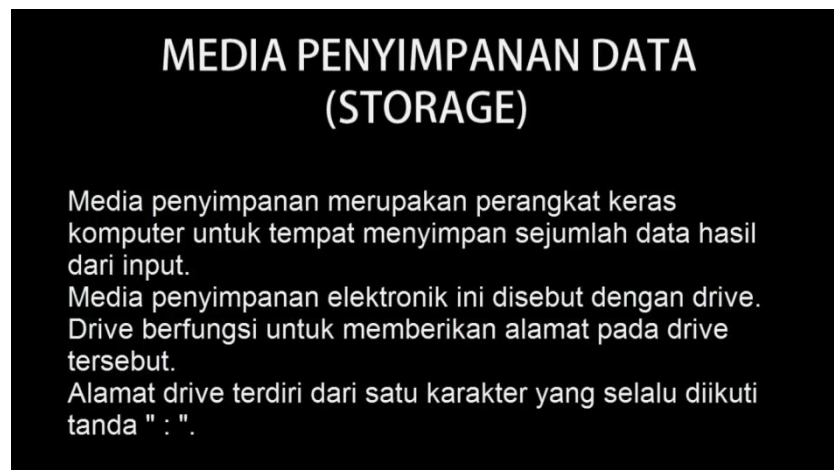 MEDIA PENYIMPANAN DATA
(STORAGE)
Media penyimpanan merupakan perangkat keras
komputer untuk tempat menyimpan sejumlah data hasil
dari input.
Media penyimpanan elektronik ini disebut dengan drive.
Drive berfungsi untuk memberikan alamat pada drive
tersebut.
Alamat drive terdiri dari satu karakter yang selalu diikuti
tanda " : ".